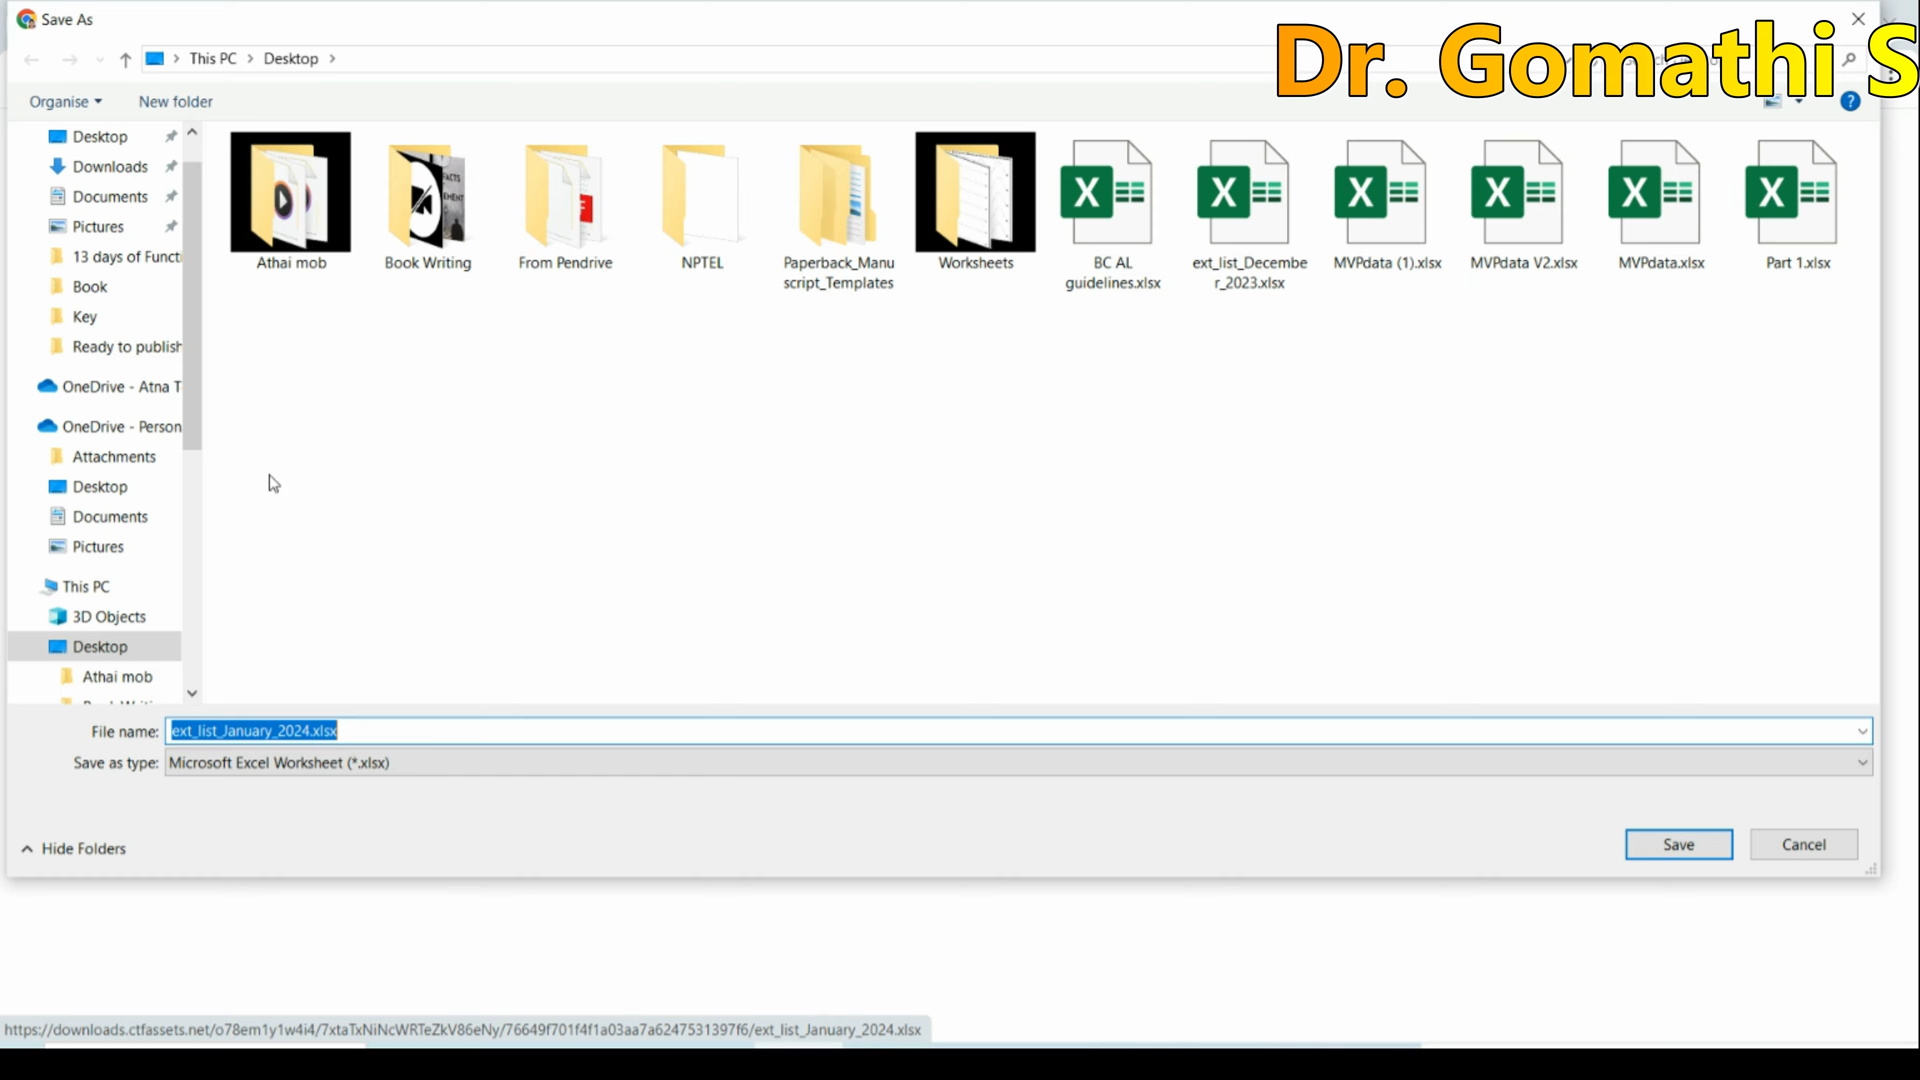 Save As
Dr. Gomathi S
This PC > Desktop >
Organise
New folder
Desktop
Downloads
Documents
Pictures
13 days of Functi
Book
Key
Ready to publish
OneDrive - Atna T
OneDrive - Person
Attachments
Desktop
Documents
Pictures
This PC
3D Objects
Desktop
Athai mob
Athai mob
Book Writing
From Pendrive
NPTEL
Paperback_Manu
script_Templates
Worksheets
BC AL
guidelines.xlsx
ext_list_Decembe
r_2023.xlsx
MVPdata (1).xlsx
MVPdata V2.xlsx
MVPdata.xlsx
Part 1.xlsx
File name: ext_list_January_2024.xlsx
Save as type: Microsoft Excel Worksheet (*.xlsx)
Hide Folders
Save
Cancel
https://downloads.ctfassets.net/o78em1y1w4i4/7xtaTxNiNcWRTeZkV86eNy/76649f701f4f1a03aa7a6247531397f6/ext_list_January_2024.xlsx